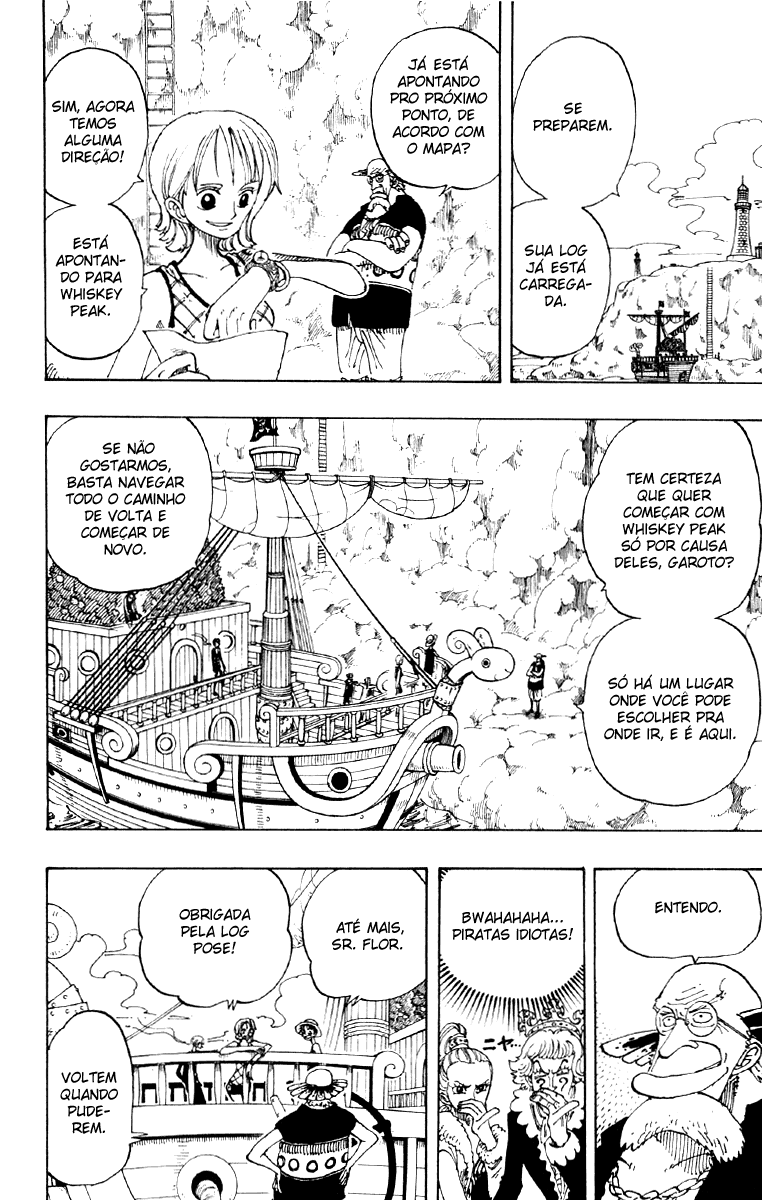 SE
PREPAREM.
SUA LOG
JÁ ESTÁ
CARREGA-
DA.
JÁ ESTÁ
APONTANDO
PRO PRÓXIMO
PONTO, DE
ACORDO COM
O MAPA?
SIM, AGORA
TEMOS
ALGUMA
DIREÇÃO!
ESTÁ
APONTAN-
DO PARA
WHISKEY
PEAK.
TEM CERTEZA
QUE QUER
COMEÇAR COM
WHISKEY PEAK
SÓ POR CAUSA
DELES, GAROTO?
SÓ HÁ UM LUGAR
ONDE VOCÊ PODE
ESCOLHER PRA
ONDE IR, E É AQUI.
SE NÃO
GOSTARMOS,
BASTA NAVEGAR
TODO O CAMINHO
DE VOLTA E
COMEÇAR DE
NOVO.
ENTENDO.
BWAHAHAHA...
PIRATAS IDIOTAS!
ニヤ...
ATÉ MAIS,
SR. FLOR.
OBRIGADA
PELA LOG
POSE!
VOLTEM
QUANDO
PUDE-
REM.